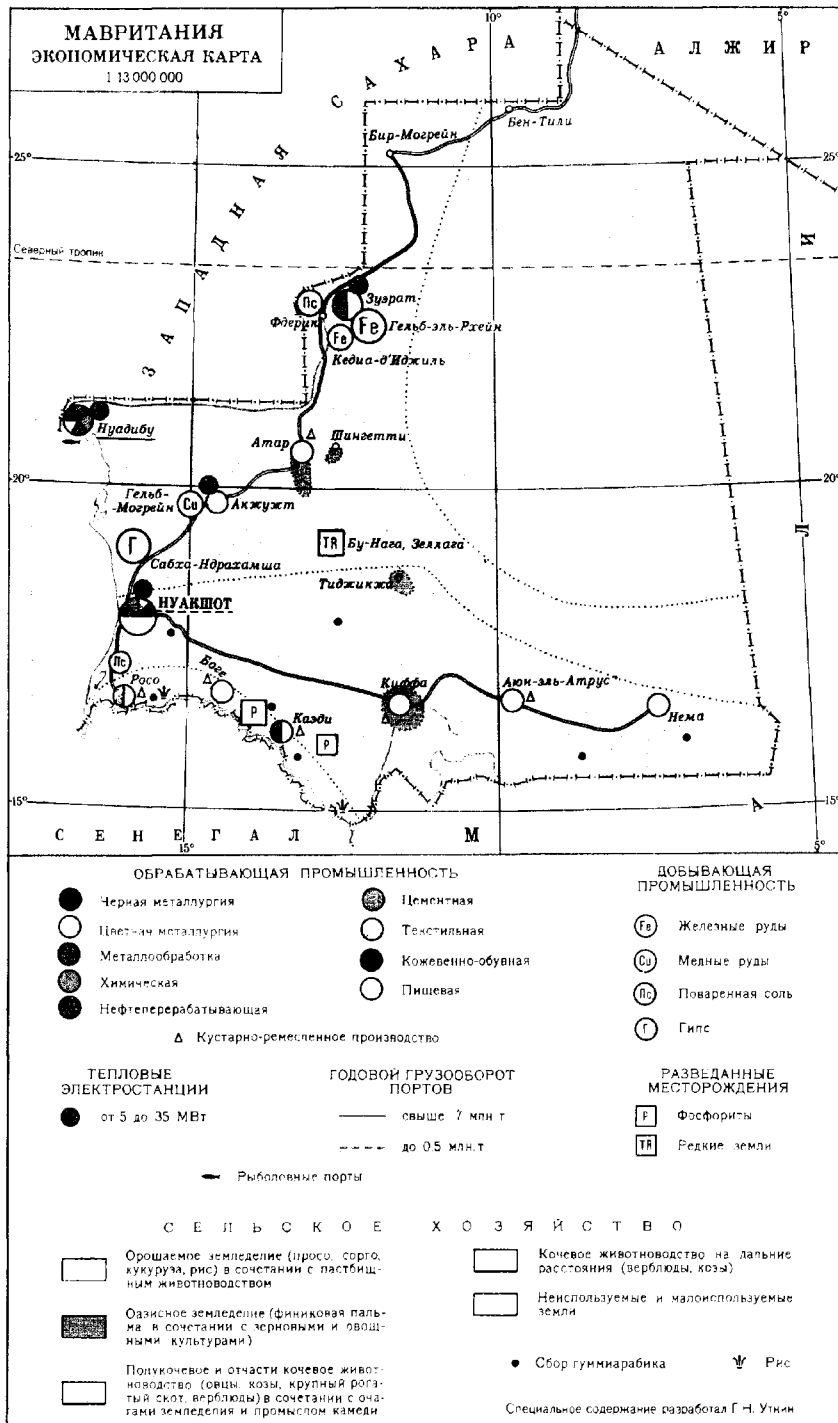 МАВРИТАНИЯ
ЭКОНОМИЧЕСКАЯ КАРТА
1:13 000 000
10°
5°
ЗАПАДНАЯ САХАРА
АЛЖИР
Бен-Тили
Бир-Могрейн
25°
25°
Северный тропик
Пс
Зуэрат
Фдерик
Fe
Гельб-эль-Рхейн
Fe
Кедиа-д'Иджиль
Нуадибу
Атар
Шингетти
20°
20°
Гельб-Могрейн
Cu
Акжужт
Г
Сабха-Ндрахамша
TR
Бу-Нага, Зеллага
Тиджикжа
НУАКШОТ
Пс
Росо
Боге
Киффа
Аюн-эль-Атрус
Нема
P
Каэди
P
15°
СЕНЕГАЛ
МАЛИ
15°
5°
ОБРАБАТЫВАЮЩАЯ ПРОМЫШЛЕННОСТЬ
Черная металлургия
Цветная металлургия
Металлообработка
Химическая
Нефтеперерабатывающая
Цементная
Текстильная
Кожевенно-обувная
Пищевая
Кустарно-ремесленное производство
ДОБЫВАЮЩАЯ
ПРОМЫШЛЕННОСТЬ
Fe Железные руды
Cu Медные руды
Пс Поваренная соль
Г Гипс
ТЕПЛОВЫЕ
ЭЛЕКТРОСТАНЦИИ
от 5 до 35 МВт
ГОДОВОЙ ГРУЗООБОРОТ
ПОРТОВ
свыше 7 млн т
до 0.5 млн.т
Рыболовные порты
РАЗВЕДАННЫЕ
МЕСТОРОЖДЕНИЯ
P Фосфориты
TR Редкие земли
СЕЛЬСКОЕ ХОЗЯЙСТВО
Орошаемое земледелие (просо, сорго,
кукуруза, рис) в сочетании с пастбищ-
ным животноводством
Оазисное земледелие (финиковая паль-
ма в сочетании с зерновыми и овощ-
ными культурами)
Полукочевое и отчасти кочевое живот-
новодство (овцы, козы, крупный рога-
тый скот, верблюды) в сочетании с оча-
гами земледелия и промыслом камеди
Кочевое животноводство на дальние
расстояния (верблюды, козы)
Неиспользуемые и малоиспользуемые
земли
Сбор гуммиарабика
Рис
Специальное содержание разработал Г. Н. Уткин